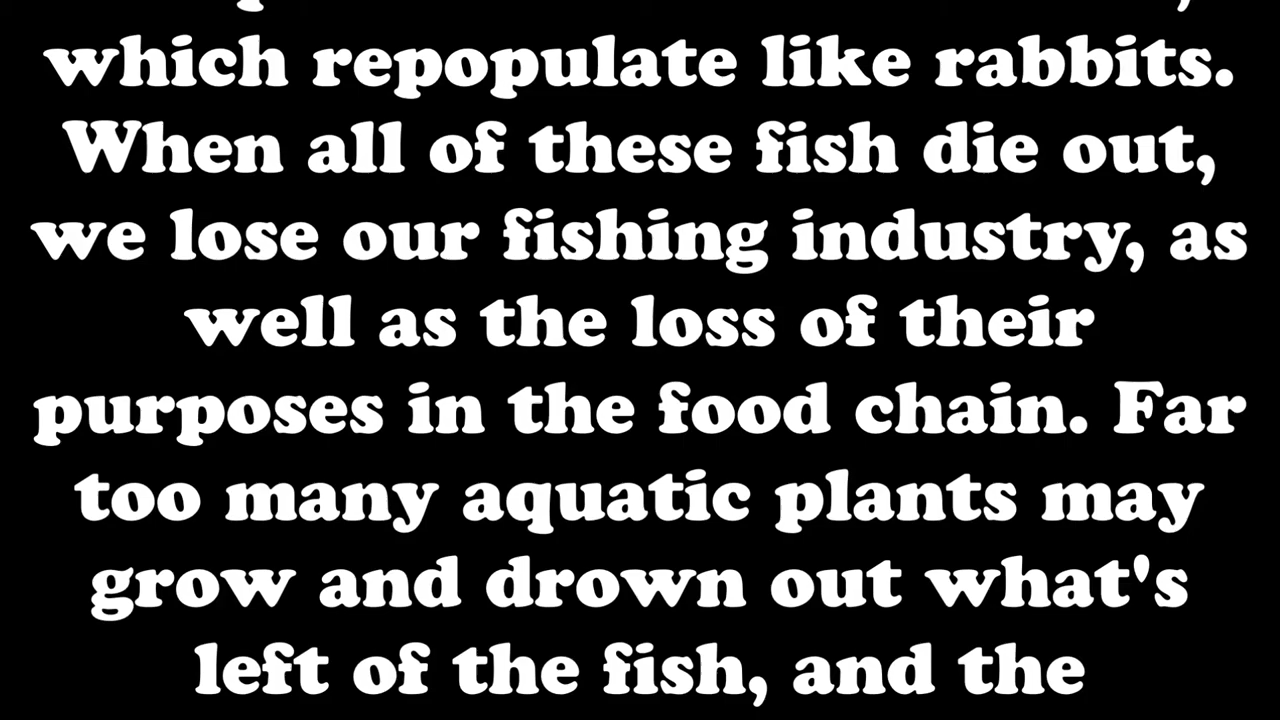 which repopulate like rabbits.
When all of these fish die out,
we lose our fishing industry, as
well as the loss of their
purposes in the food chain. Far
too many aquatic plants may
grow and drown out what's
left of the fish, and the